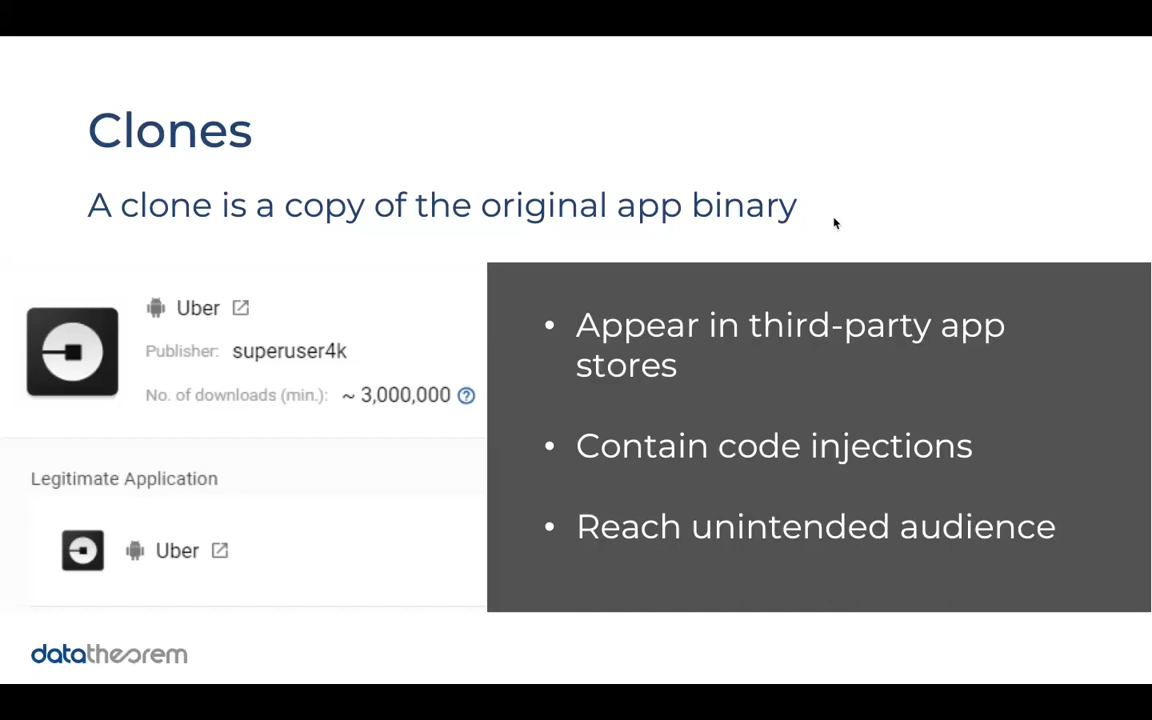 Clones
A clone is a copy of the original app binary
Uber
Publisher: superuser4k
No. of downloads (min.): ~ 3,000,000 ?
Legitimate Application
Uber
• Appear in third-party app
stores
• Contain code injections
• Reach unintended audience
datatheorem